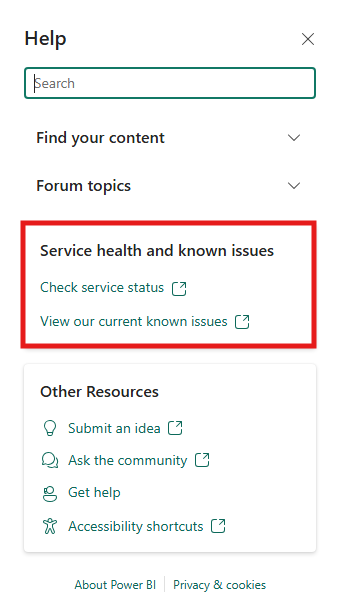 Help
Search
Find your content
Forum topics
Service health and known issues
Check service status
View our current known issues
Other Resources
Submit an idea
Ask the community
Get help
Accessibility shortcuts
About Power BI | Privacy & cookies